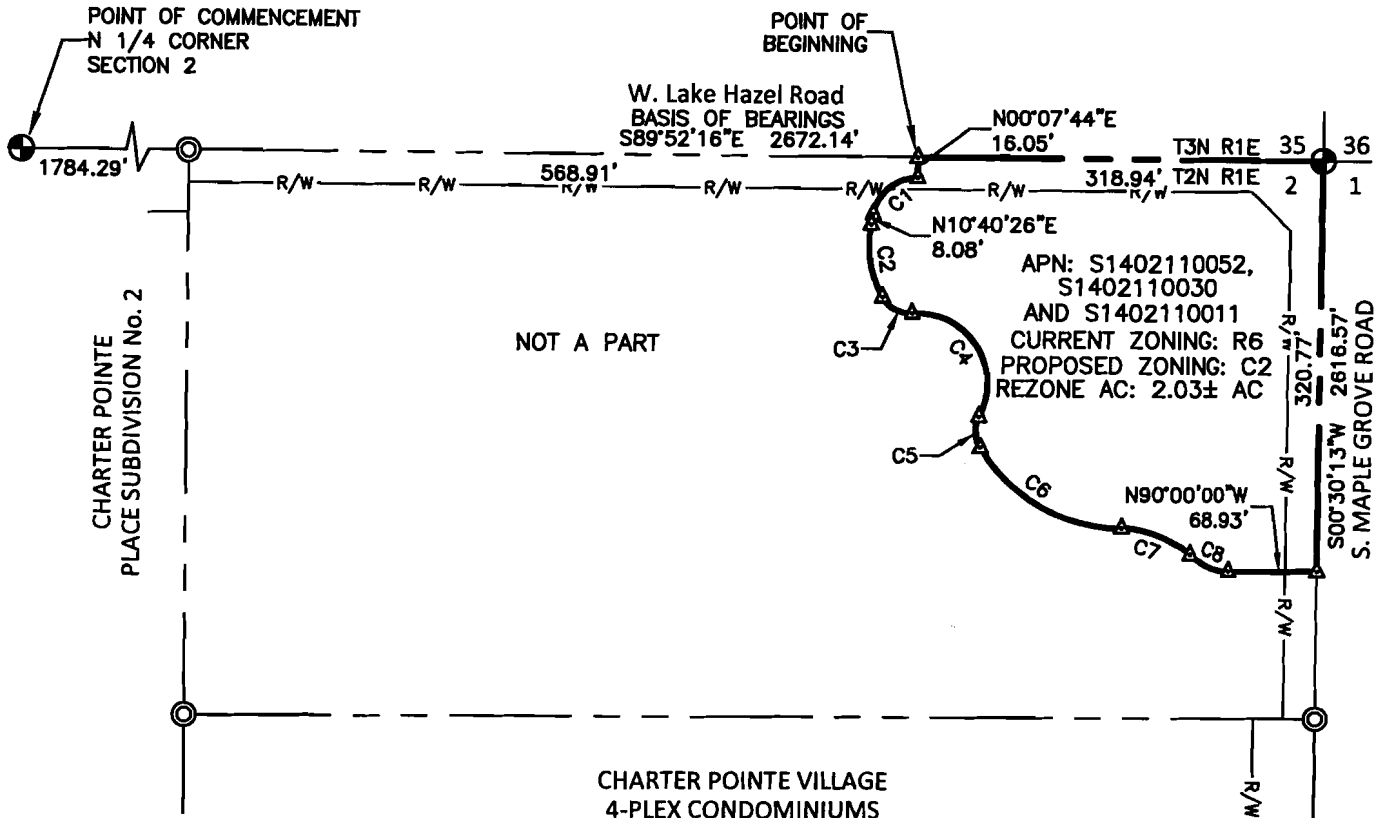 POINT OF COMMENCEMENT
N 1/4 CORNER
SECTION 2
POINT OF
BEGINNING
W. Lake Hazel Road
BASIS OF BEARINGS
S89°52'16"E 2672.14'
N00°07'44"E
16.05'
T3N R1E 35 36
1784.29'
568.91'
318.94' T2N R1E 2 1
R/W R/W R/W R/W R/W R/W R/W
C1
N10°40'26"E
8.08'
C2
APN: S1402110052,
S1402110030
AND S1402110011
CURRENT ZONING: R6
PROPOSED ZONING: C2
REZONE AC: 2.03± AC
NOT A PART
C3
C4
C5
C6
C7
C8
N90°00'00"W
68.93'
R/W
R/W
R/W
R/W
320.77'
S00°30'13"W 2616.57'
S. MAPLE GROVE ROAD
CHARTER POINTE
PLACE SUBDIVISION No. 2
CHARTER POINTE VILLAGE
4-PLEX CONDOMINIUMS